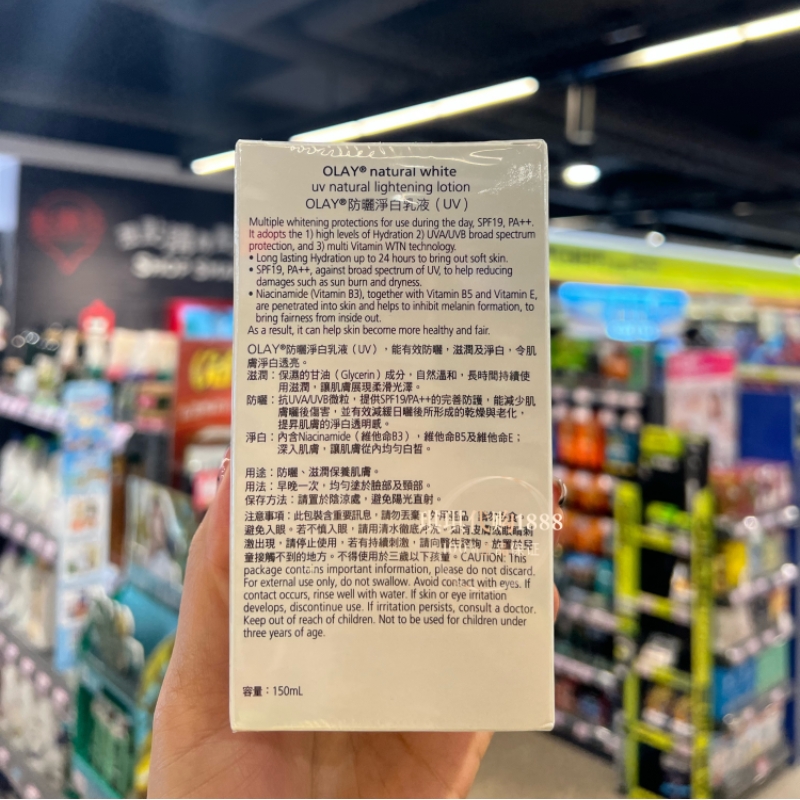 OLAY® natural white
uv natural lightening lotion
OLAY®防曬淨白乳液（UV）
Multiple whitening protections for use during the day, SPF19, PA++.
It adopts the 1) high levels of Hydration 2) UVA/UVB broad spectrum
protection, and 3) multi Vitamin WTN technology.
• Long lasting Hydration up to 24 hours to bring out soft skin.
• SPF19, PA++, against broad spectrum of UV, to help reducing
damages such as sun burn and dryness.
• Niacinamide (Vitamin B3), together with Vitamin B5 and Vitamin E,
are penetrated into skin and helps to inhibit melanin formation, to
bring fairness from inside out.
As a result, it can help skin become more healthy and fair.
OLAY®防曬淨白乳液（UV），能有效防曬，滋潤及淨白，令肌
膚淨白透亮。
滋潤：保濕的甘油（Glycerin）成分，自然溫和，長時間持續使
用滋潤，讓肌膚展現柔滑光澤。
防曬：抗UVA/UVB微粒，提供SPF19/PA++的完善防護，能減少肌
膚曬後傷害，並有效減緩日曬後所形成的乾燥與老化，
提昇肌膚的淨白透明感。
淨白：內含Niacinamide（維他命B3），維他命B5及維他命E；
深入肌膚，讓肌膚從內均勻白皙。
用途：防曬、滋潤保養肌膚。
用法：早晚一次，均勻塗於臉部及頸部。
保存方法：請置於陰涼處，避免陽光直射。
注意事項：此包裝含重要訊息，請勿丟棄。
避免入眼。若不慎入眼，請用清水徹底
激出現，請停止使用，若有持續刺激，請向醫生諮詢。放置於兒
童接觸不到的地方。不得使用於三歲以下孩童。CAUTION: This
package contains important information, please do not discard.
For external use only, do not swallow. Avoid contact with eyes. If
contact occurs, rinse well with water. If skin or eye irritation
develops, discontinue use. If irritation persists, consult a doctor.
Keep out of reach of children. Not to be used for children under
three years of age.
容量：150mL
1888